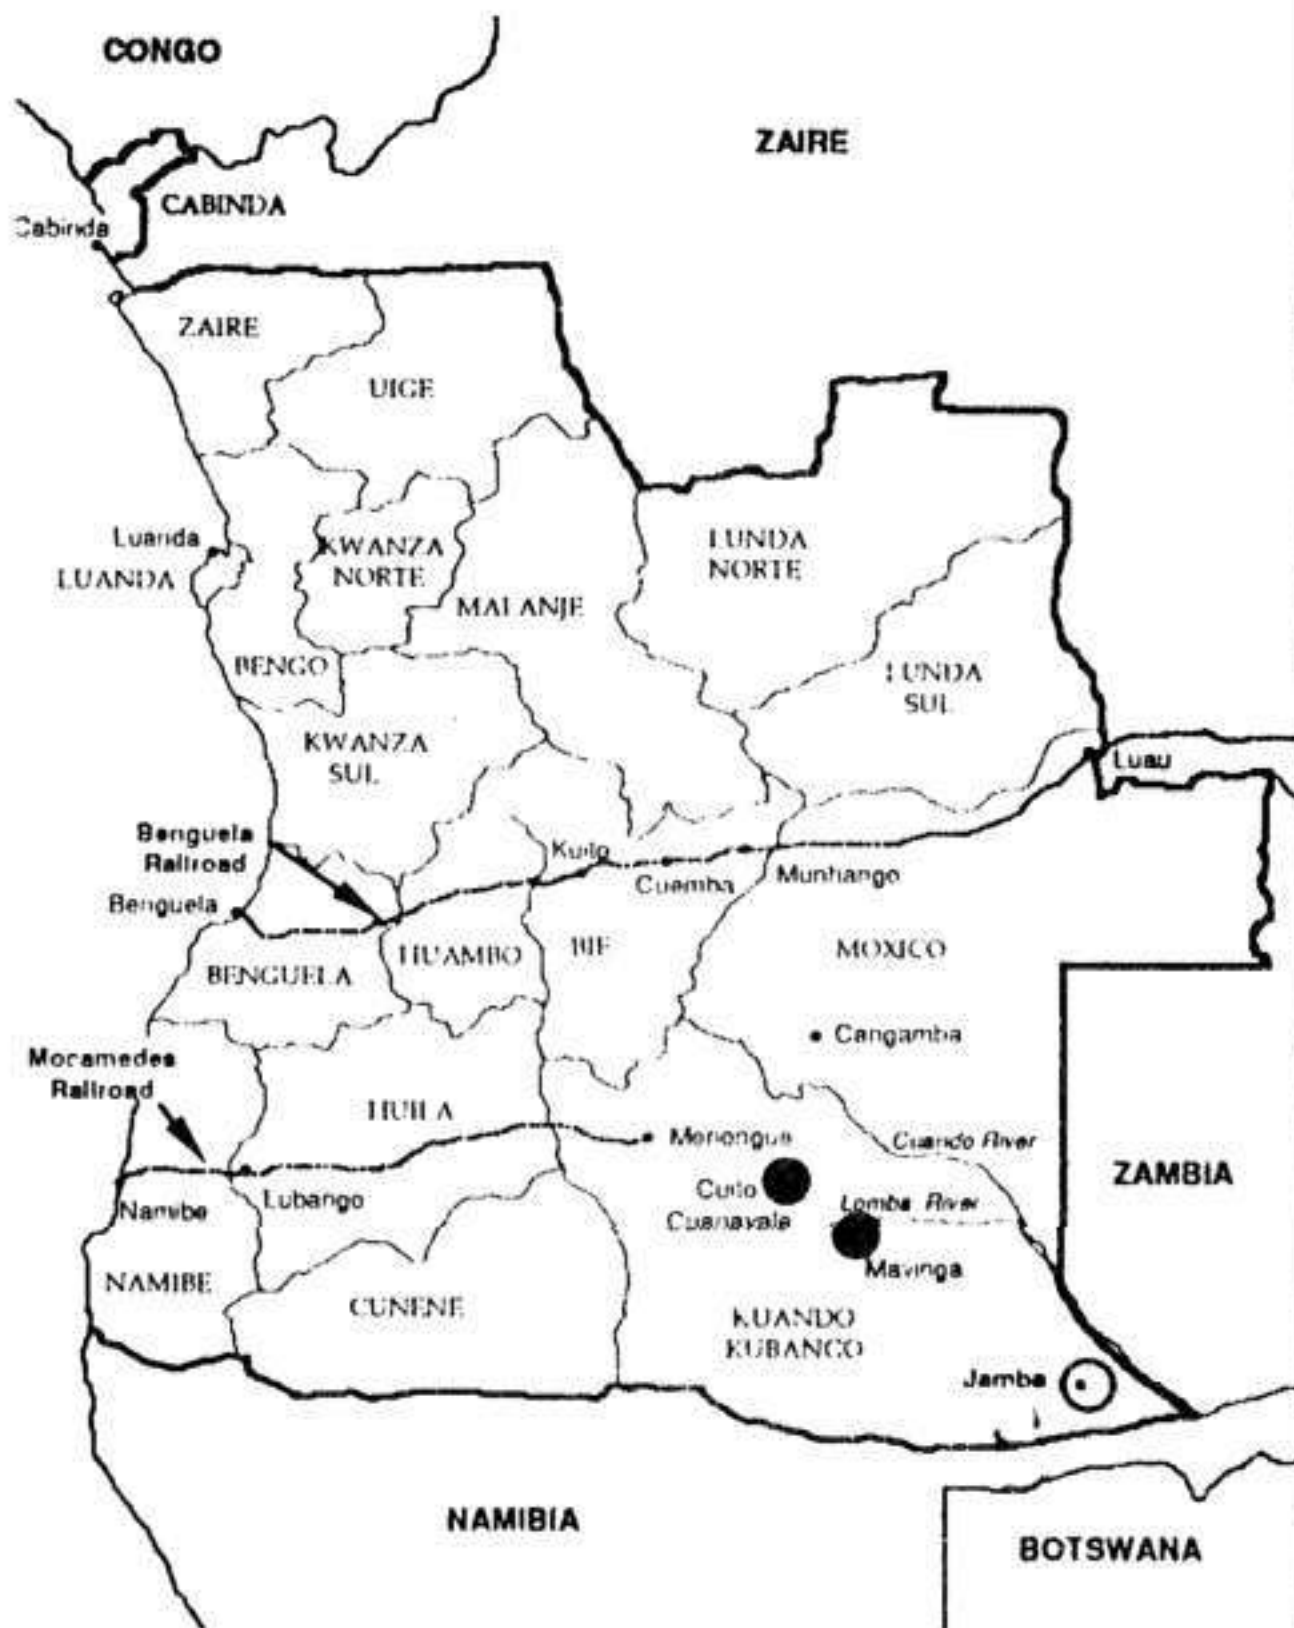 CONGO
ZAIRE
CABINDA
Cabinda
ZAIRE
UIGE
Luanda
LUANDA
KWANZA
NORTE
MALANJE
LUNDA
NORTE
BENGO
LUNDA
SUL
KWANZA
SUL
Luau
Benguela
Railroad
Kuito
Cuemba
Munhango
Benguela
BENGUELA
HUAMBO
BIE
MOXICO
Cangamba
Mocamedes
Railroad
HUILA
Menongue
Cuando River
ZAMBIA
Lubango
Namibe
Cuito
Cuanavale
Lomba River
Mavinga
NAMIBE
CUNENE
KUANDO
KUBANGO
Jamba
NAMIBIA
BOTSWANA